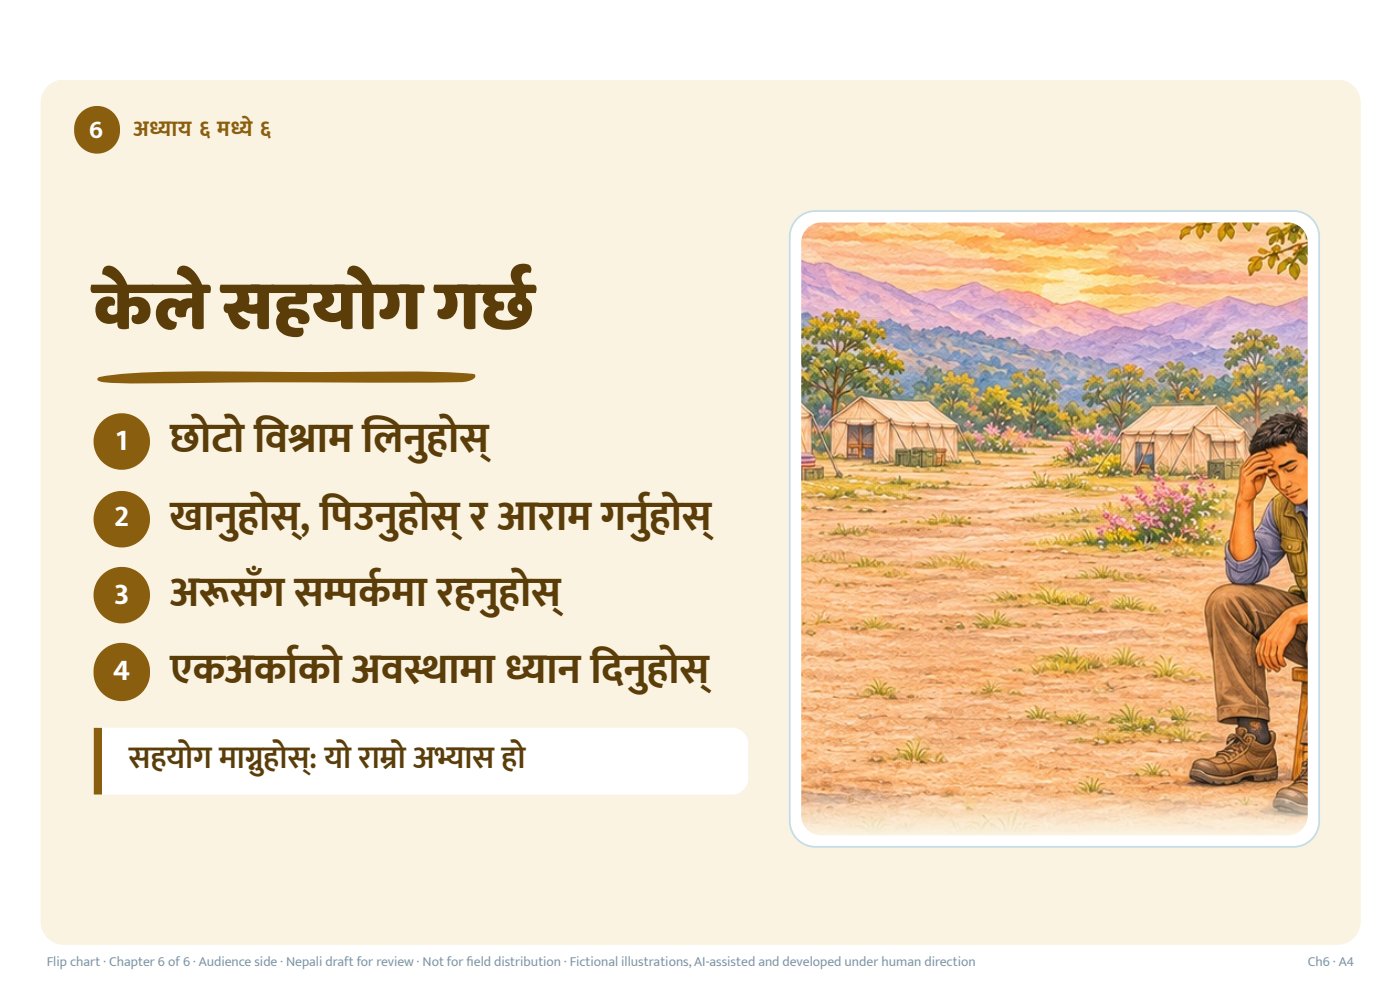 6 अध्याय ६ मध्ये ६
केले सहयोग गर्छ
1 छोटो विश्राम लिनुहोस्
2 खानुहोस्, पिउनुहोस् र आराम गर्नुहोस्
3 अरूसँग सम्पर्कमा रहनुहोस्
4 एकअर्काको अवस्थामा ध्यान दिनुहोस्
सहयोग माग्नुहोस्: यो राम्रो अभ्यास हो
Flip chart · Chapter 6 of 6 · Audience side · Nepali draft for review · Not for field distribution · Fictional illustrations, AI-assisted and developed under human direction
Ch6 · A4